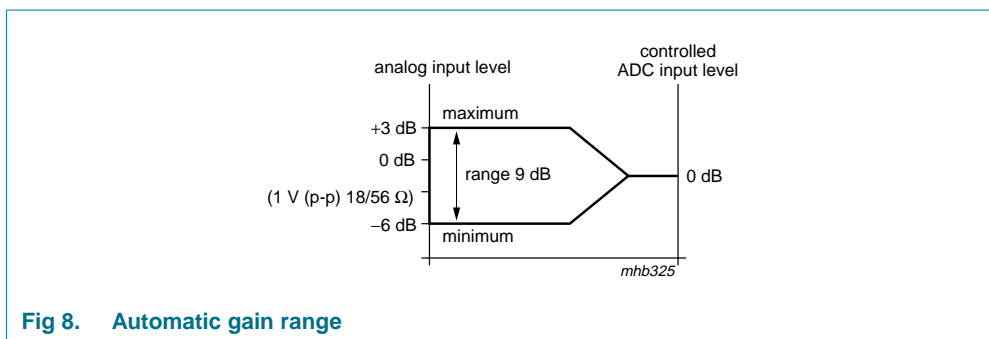 analog input level
controlled
ADC input level
maximum
+3 dB
0 dB
range 9 dB
0 dB
(1 V (p-p) 18/56 Ω)
−6 dB
minimum
mhb325
Fig 8. Automatic gain range